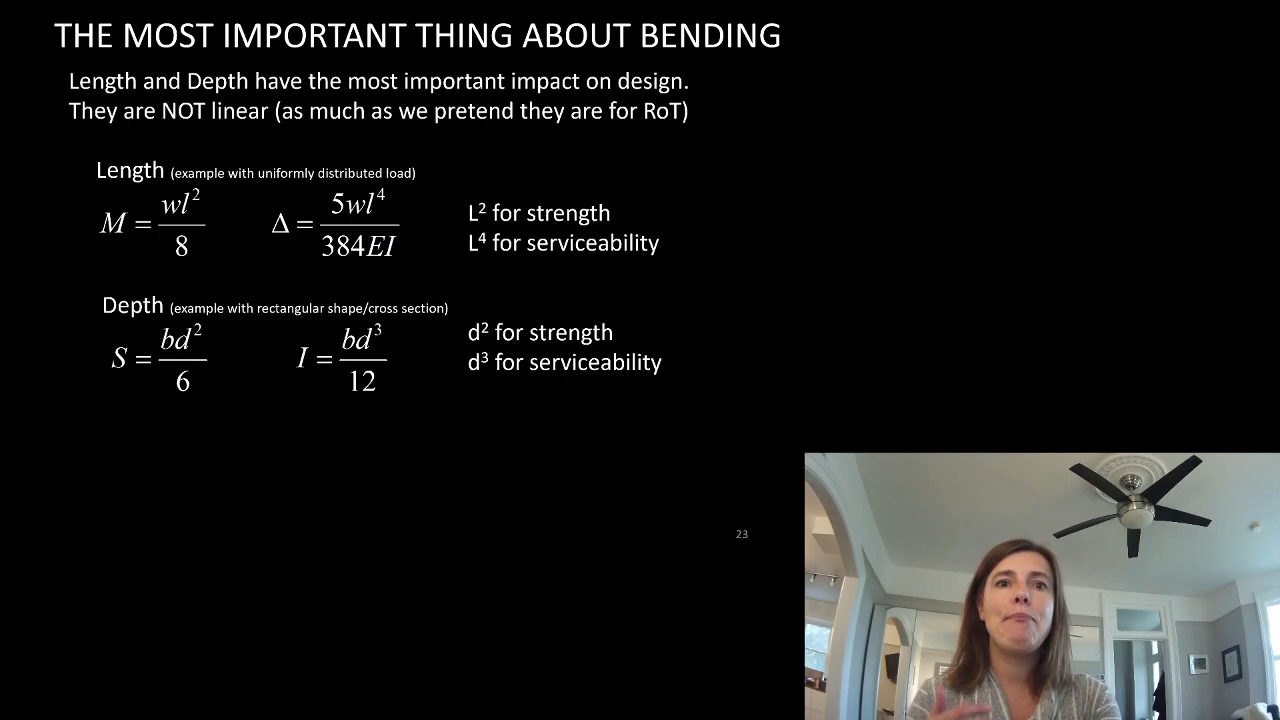 THE MOST IMPORTANT THING ABOUT BENDING
Length and Depth have the most important impact on design.
They are NOT linear (as much as we pretend they are for RoT)
Length (example with uniformly distributed load)
M = wl²/8    Δ = 5wl⁴/384EI
L² for strength
L⁴ for serviceability
Depth (example with rectangular shape/cross section)
S = bd²/6    I = bd³/12
d² for strength
d³ for serviceability
23